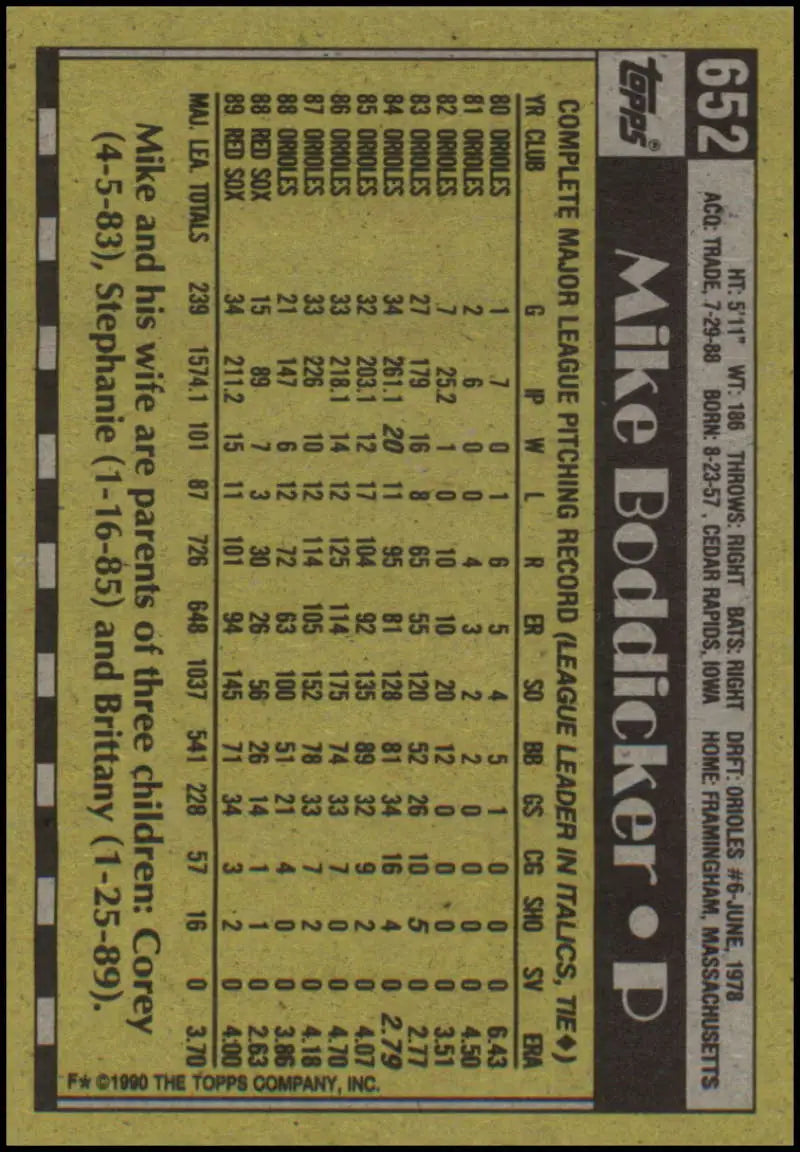 652
HT: 5'11" WT: 186 THROWS: RIGHT BATS: RIGHT DRFT: ORIOLES #6-JUNE, 1978
ACQ: TRADE, 7-29-88 BORN: 8-23-57, CEDAR RAPIDS, IOWA HOME: FRAMINGHAM, MASSACHUSETTS
TOPPS® Mike Boddicker • P
COMPLETE MAJOR LEAGUE PITCHING RECORD (LEAGUE LEADER IN ITALICS, TIE♦)
YR CLUB G IP W L R ER SO BB GS CG SHO SV ERA
80 ORIOLES 1 7 0 1 6 5 4 5 1 0 0 0 6.43
81 ORIOLES 2 6 0 0 4 3 2 2 0 0 0 0 4.50
82 ORIOLES 7 25.2 1 0 10 10 20 12 0 0 0 0 3.51
83 ORIOLES 27 179 16 8 65 55 120 52 26 10 5 0 2.77
84 ORIOLES 34 261.1 20 11 95 81 128 81 34 16 4 0 2.79
85 ORIOLES 32 203.1 12 17 104 92 135 89 32 9 2 0 4.07
86 ORIOLES 33 218.1 14 12 125 114 175 74 33 7 0 0 4.70
87 ORIOLES 33 226 10 12 114 105 152 78 33 7 2 0 4.18
88 ORIOLES 21 147 6 12 72 63 100 51 21 4 0 0 3.86
88 RED SOX 15 89 7 3 30 26 56 26 14 1 1 0 2.63
89 RED SOX 34 211.2 15 11 101 94 145 71 34 3 2 0 4.00
MAJ. LEA. TOTALS 239 1574.1 101 87 726 648 1037 541 228 57 16 0 3.70
Mike and his wife are parents of three children: Corey
(4-5-83), Stephanie (1-16-85) and Brittany (1-25-89).
F★ ©1990 THE TOPPS COMPANY, INC.